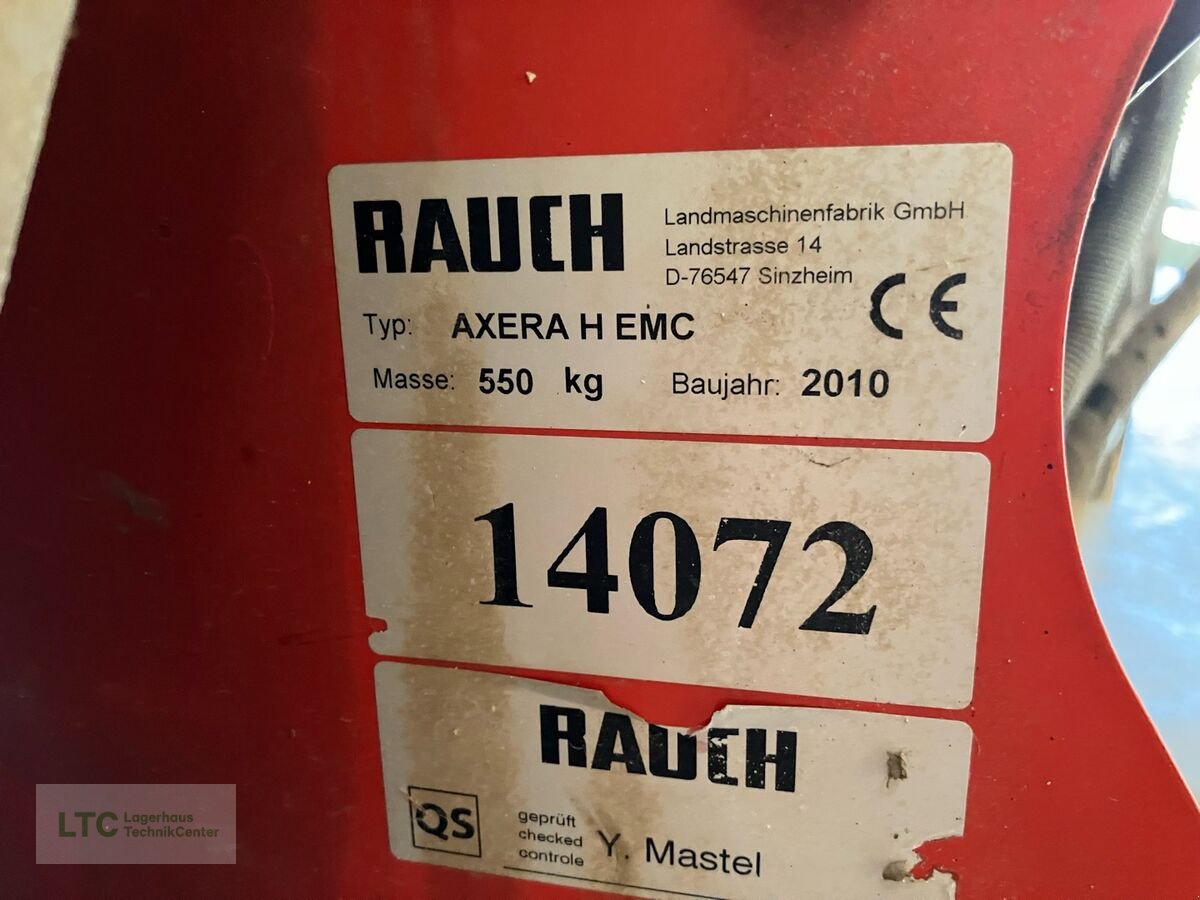 RAUCH
Landmaschinenfabrik GmbH
Landstrasse 14
D-76547 Sinzheim
CE
Typ: AXERA H EMC
Masse: 550 kg Baujahr: 2010
14072
RAUCH
QS
geprüft
checked
controle
Y. Mastel
LTC Lagerhaus
TechnikCenter